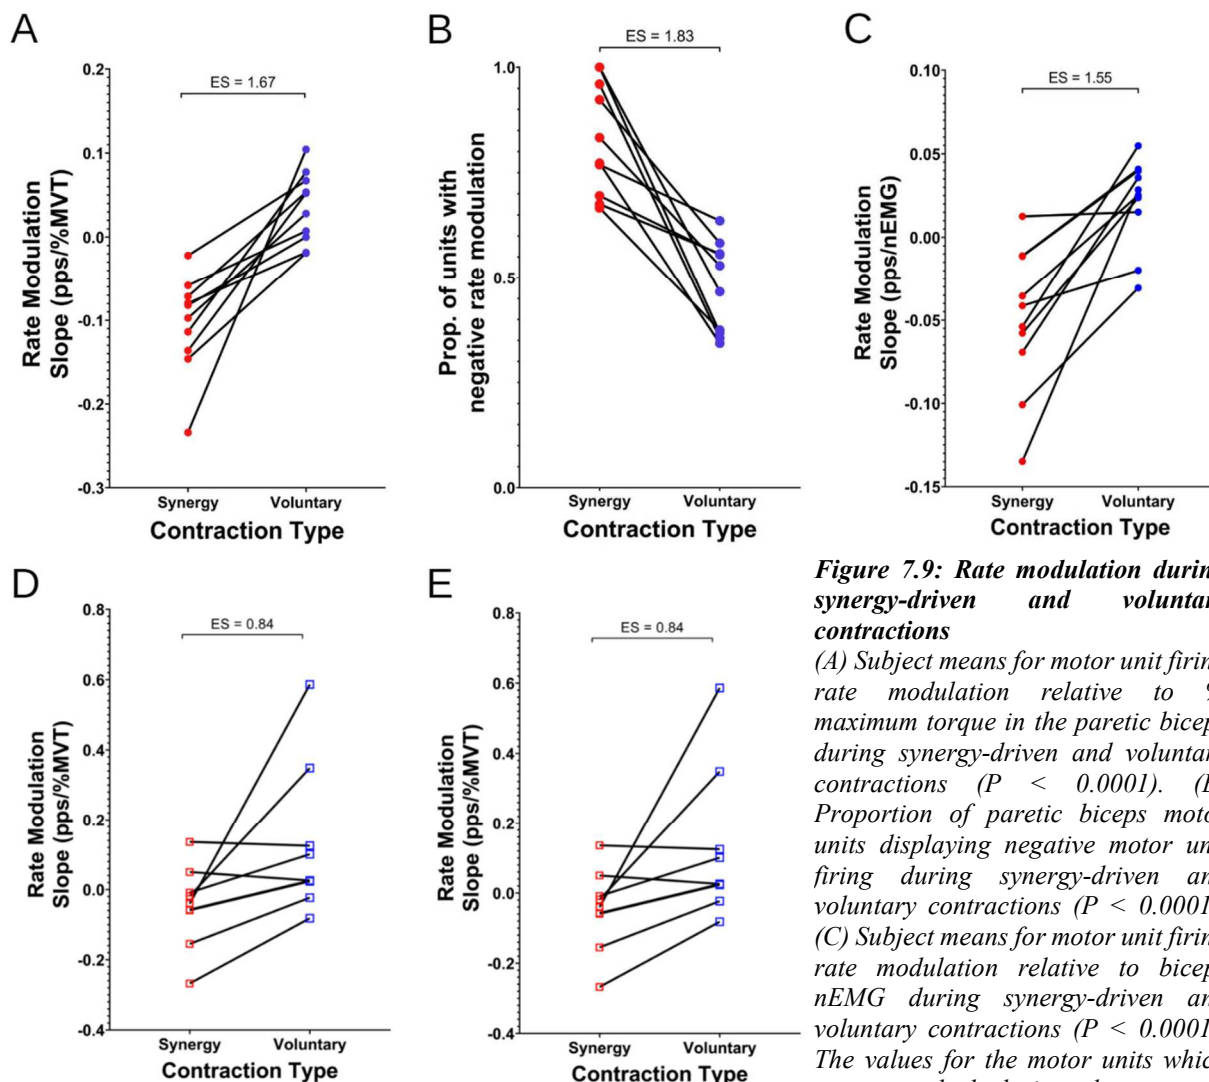 A
ES = 1.67
0.2
0.1
0.0
-0.1
-0.2
-0.3
Rate Modulation
Slope (pps/%MVT)
Synergy
Voluntary
Contraction Type
B
ES = 1.83
1.0
0.5
0.0
Prop. of units with
negative rate modulation
Synergy
Voluntary
Contraction Type
C
ES = 1.55
0.10
0.05
0.00
-0.05
-0.10
-0.15
Rate Modulation
Slope (pps/nEMG)
Synergy
Voluntary
Contraction Type
D
ES = 0.84
0.8
0.6
0.4
0.2
0.0
-0.2
-0.4
Rate Modulation
Slope (pps/%MVT)
Synergy
Voluntary
Contraction Type
E
ES = 0.84
0.8
0.6
0.4
0.2
0.0
-0.2
-0.4
Rate Modulation
Slope (pps/%MVT)
Synergy
Voluntary
Contraction Type
Figure 7.9: Rate modulation durin
synergy-driven and voluntar
contractions
(A) Subject means for motor unit firin
rate modulation relative to %
maximum torque in the paretic bicep
during synergy-driven and voluntar
contractions (P < 0.0001). (B
Proportion of paretic biceps moto
units displaying negative motor un
firing during synergy-driven an
voluntary contractions (P < 0.0001
(C) Subject means for motor unit firin
rate modulation relative to bicep
nEMG during synergy-driven an
voluntary contractions (P < 0.0001
The values for the motor units whic